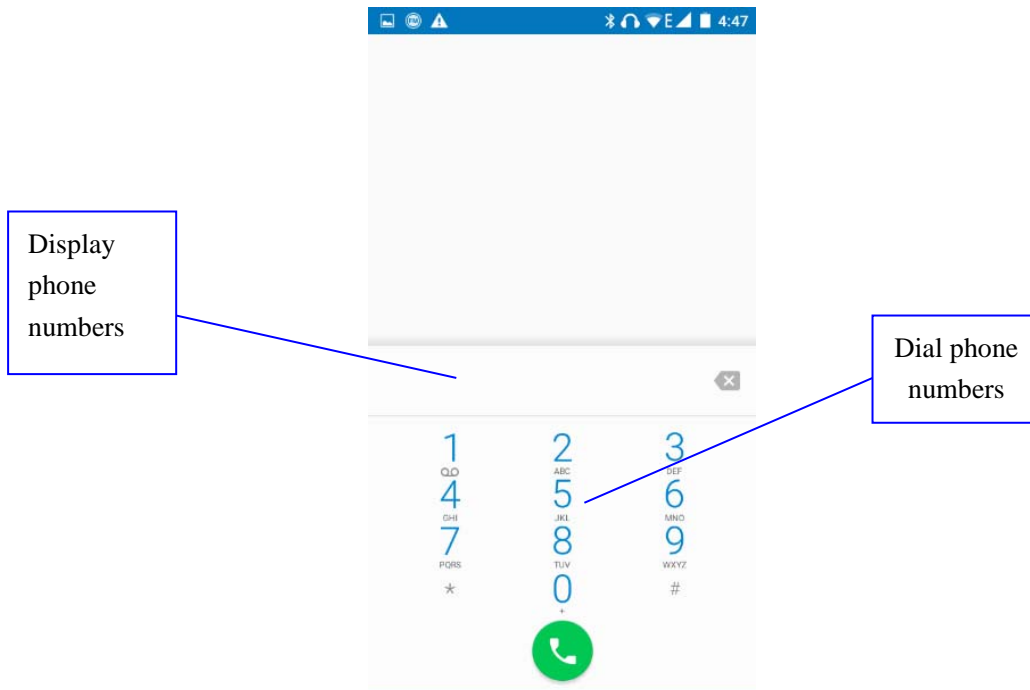 E 4:47
Display
phone
numbers
Dial phone
numbers
1 2 3
ABC DEF
4 5 6
GHI JKL MNO
7 8 9
PQRS TUV WXYZ
* 0 #
+